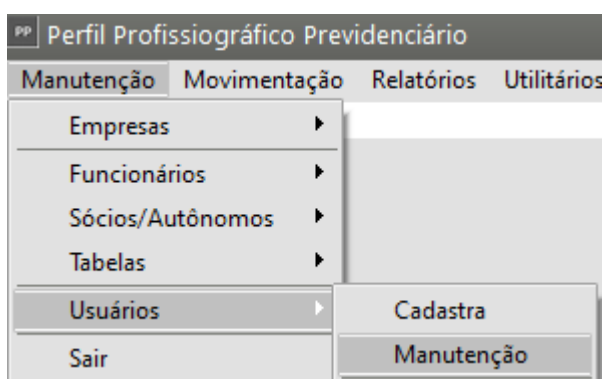 PP Perfil Profissiográfico Previdenciário
Manutenção Movimentação Relatórios Utilitários
Empresas
Funcionários
Sócios/Autônomos
Tabelas
Usuários Cadastra
Sair Manutenção